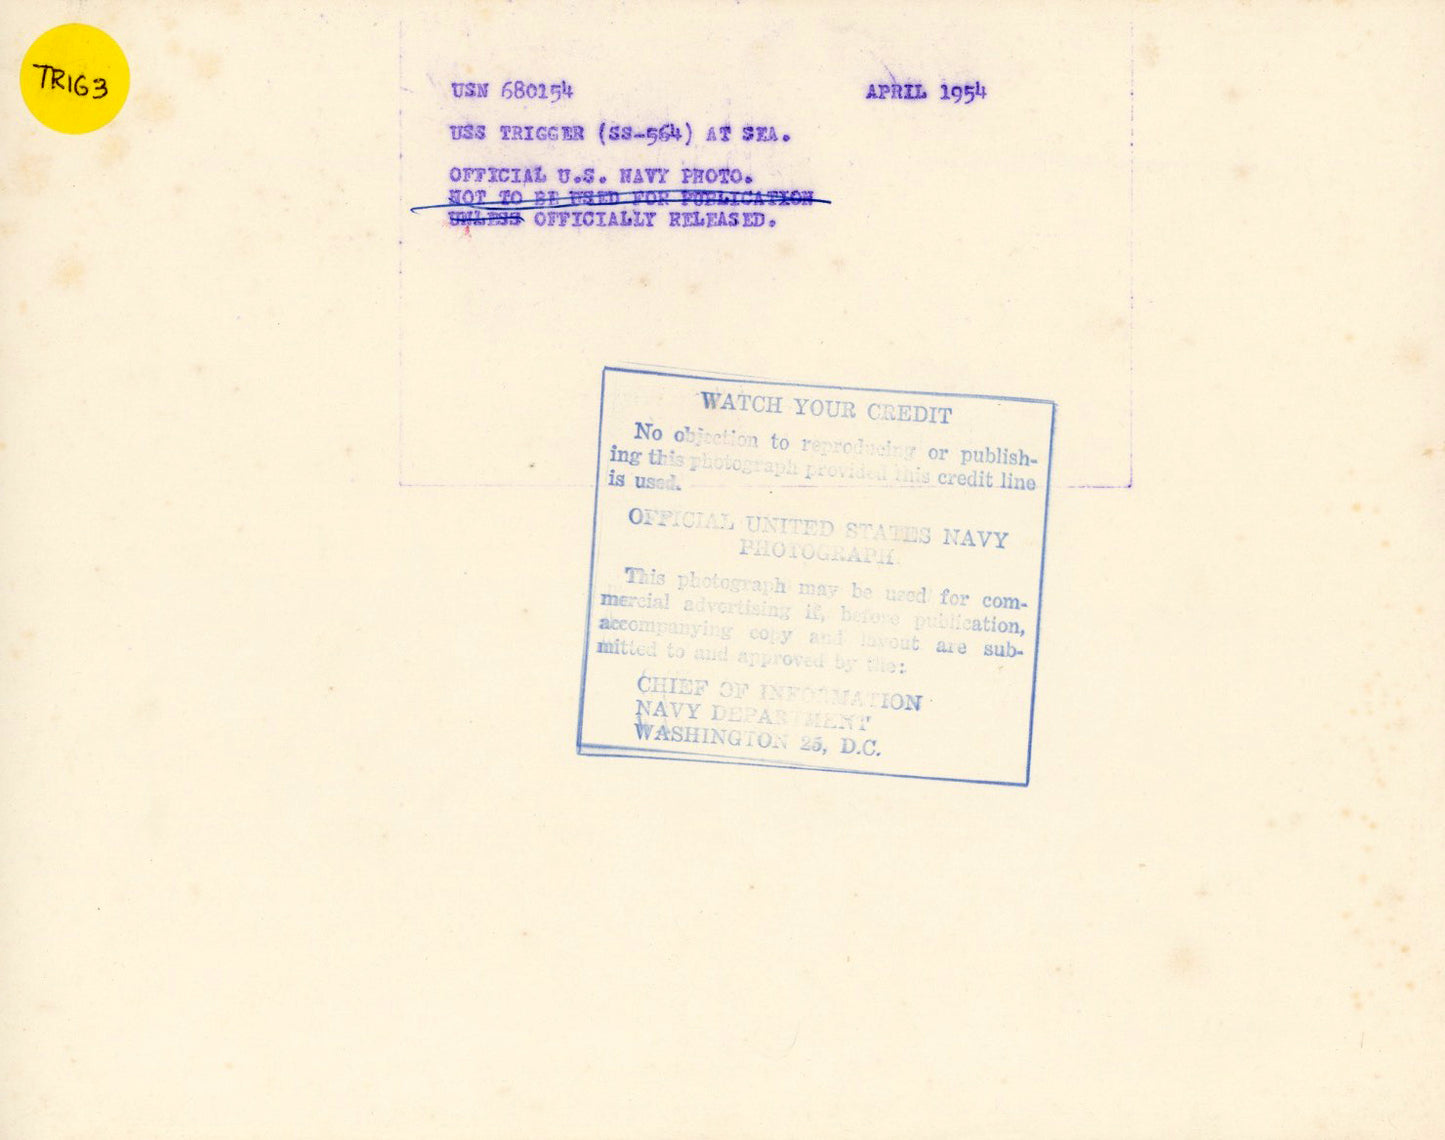 TRIG3
USN 680154 APRIL 1954
USS TRIGGER (SS-564) AT SEA.
OFFICIAL U.S. NAVY PHOTO.
NOT TO BE USED FOR PUBLICATION
UNLESS OFFICIALLY RELEASED.
WATCH YOUR CREDIT
No objection to reproducing or publish-
ing this photograph provided this credit line
is used.
OFFICIAL UNITED STATES NAVY
PHOTOGRAPH
This photograph may be used for com-
mercial advertising if, before publication,
accompanying copy and layout are sub-
mitted to and approved by the:
CHIEF OF INFORMATION
NAVY DEPARTMENT
WASHINGTON 25, D.C.